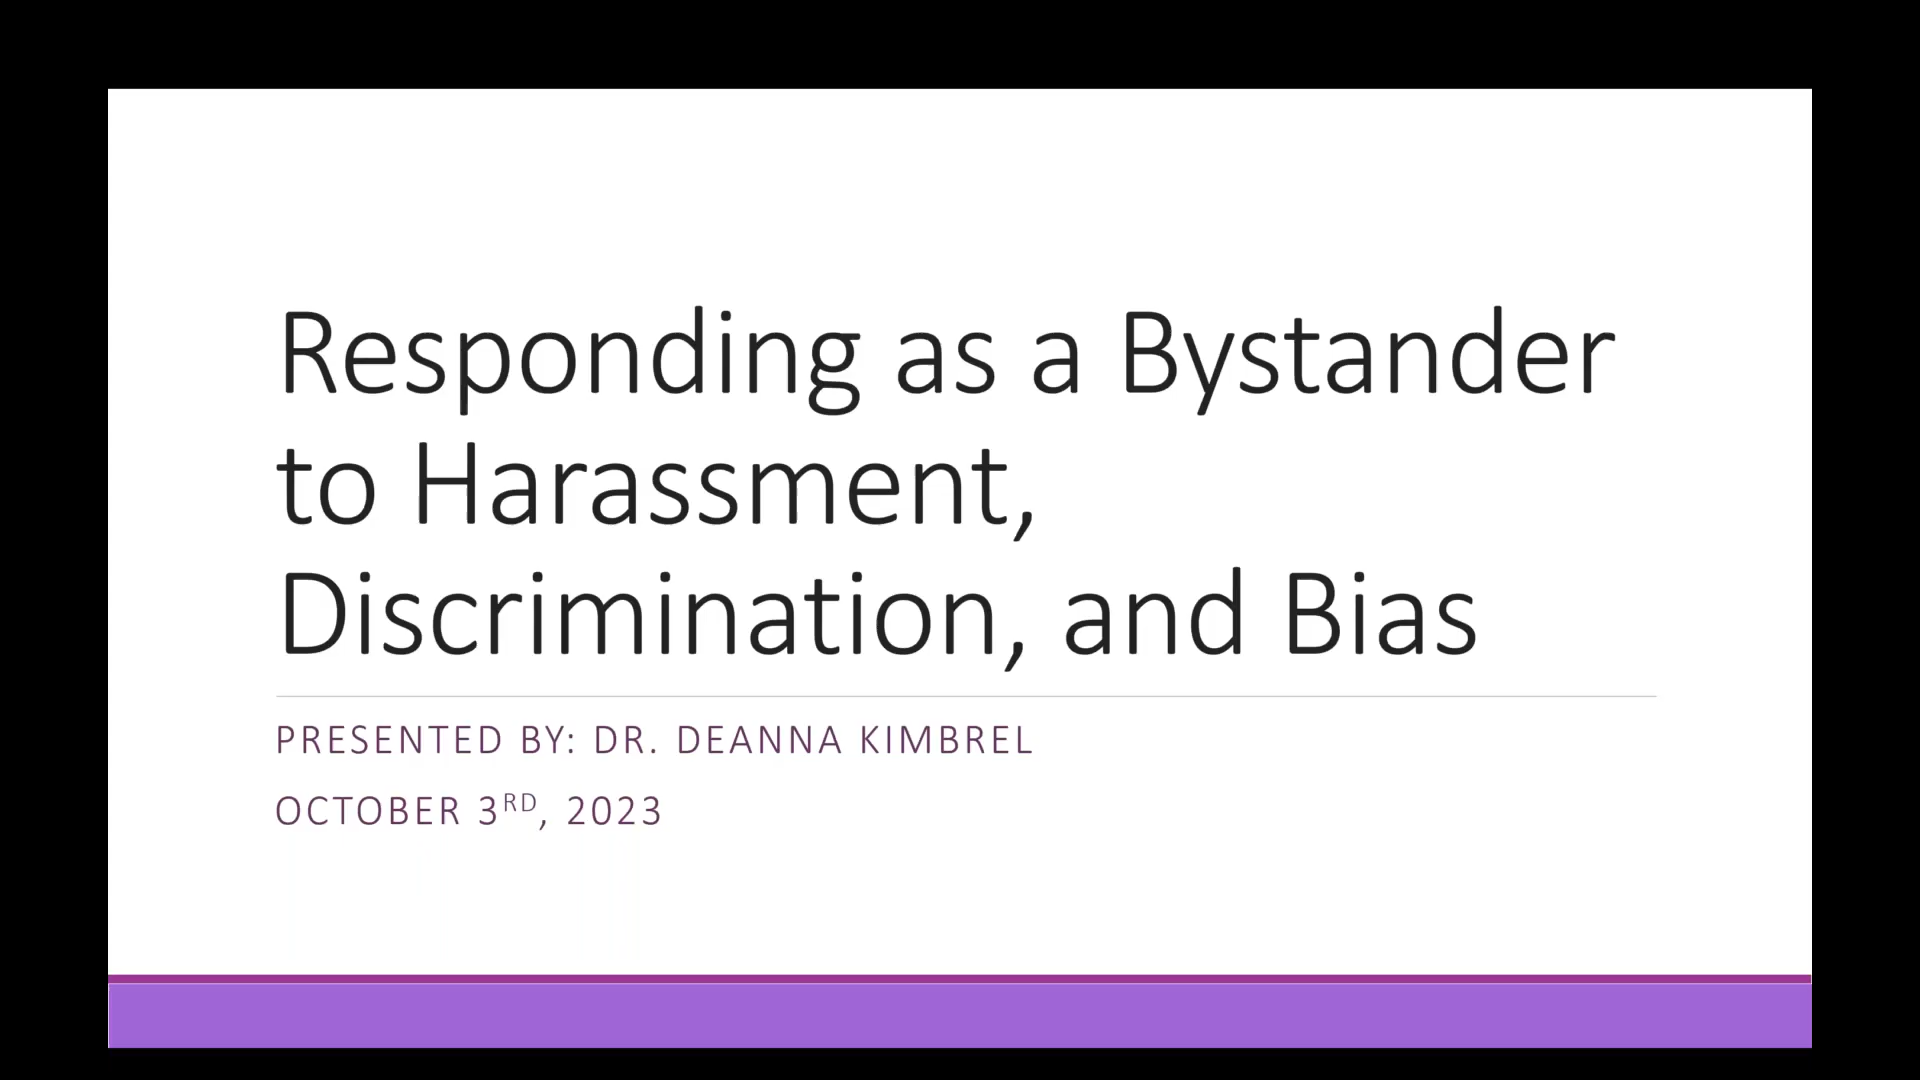 Responding as a Bystander
to Harassment,
Discrimination, and Bias
PRESENTED BY: DR. DEANNA KIMBREL
OCTOBER 3RD, 2023